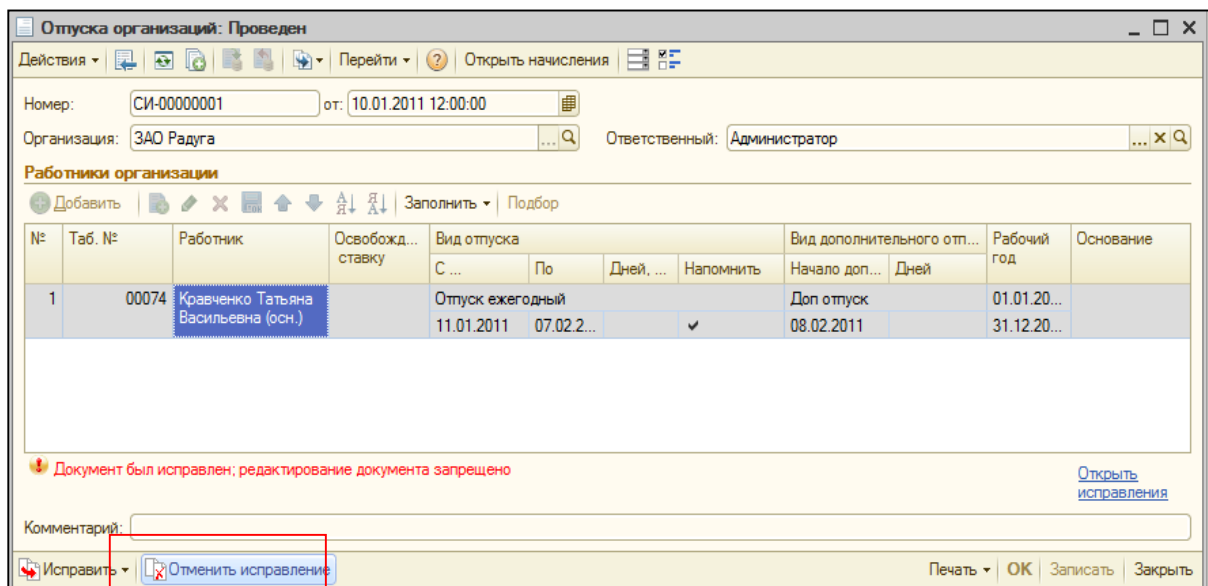 Отпуска организаций: Проведен
Действия Перейти Открыть начисления
Номер: СИ-00000001 от: 10.01.2011 12:00:00
Организация: ЗАО Радуга ... Ответственный: Администратор ...
Работники организации
Добавить Заполнить Подбор
№ Таб. № Работник Освобожд... Вид отпуска Вид дополнительного отп... Рабочий Основание
ставку С ... По Дней, ... Напомнить Начало доп... Дней год
1 00074 Кравченко Татьяна Отпуск ежегодный Доп отпуск 01.01.20...
Васильевна (осн.) 11.01.2011 07.02.2... 08.02.2011 31.12.20...
Документ был исправлен; редактирование документа запрещено
Открыть
исправления
Комментарий:
Исправить Отменить исправление Печать OK Записать Закрыть